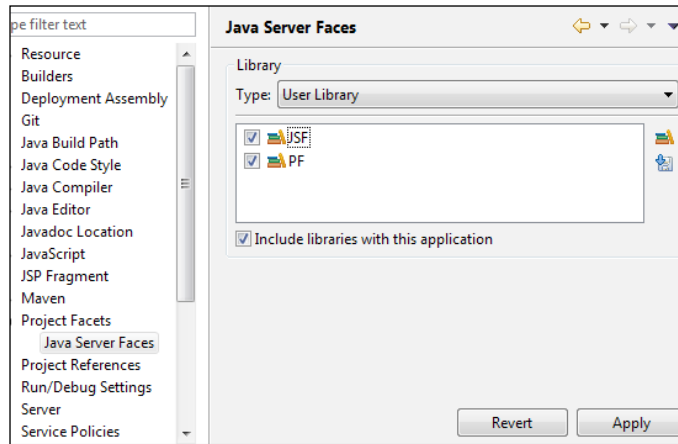 pe filter text
Resource
Builders
Deployment Assembly
Git
Java Build Path
Java Code Style
Java Compiler
Java Editor
Javadoc Location
JavaScript
JSP Fragment
Maven
Project Facets
Java Server Faces
Project References
Run/Debug Settings
Server
Service Policies
Java Server Faces
Library
Type: User Library
JSF
PF
Include libraries with this application
Revert Apply